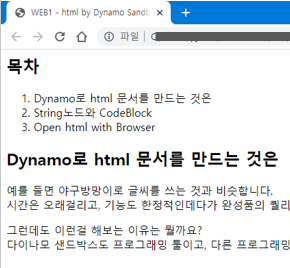 WEB1 - html by Dynamo Sandb
파일
목차
1. Dynamo로 html 문서를 만드는 것은
2. String노드와 CodeBlock
3. Open html with Browser
Dynamo로 html 문서를 만드는 것은
예를 들면 야구방망이로 글씨를 쓰는 것과 비슷합니다.
시간은 오래걸리고, 기능도 한정적인데다가 완성품의 퀄리
그런데도 이런걸 해보는 이유는 뭘까요?
다이나모 샌드박스도 프로그래밍 툴이고, 다른 프로그래밍